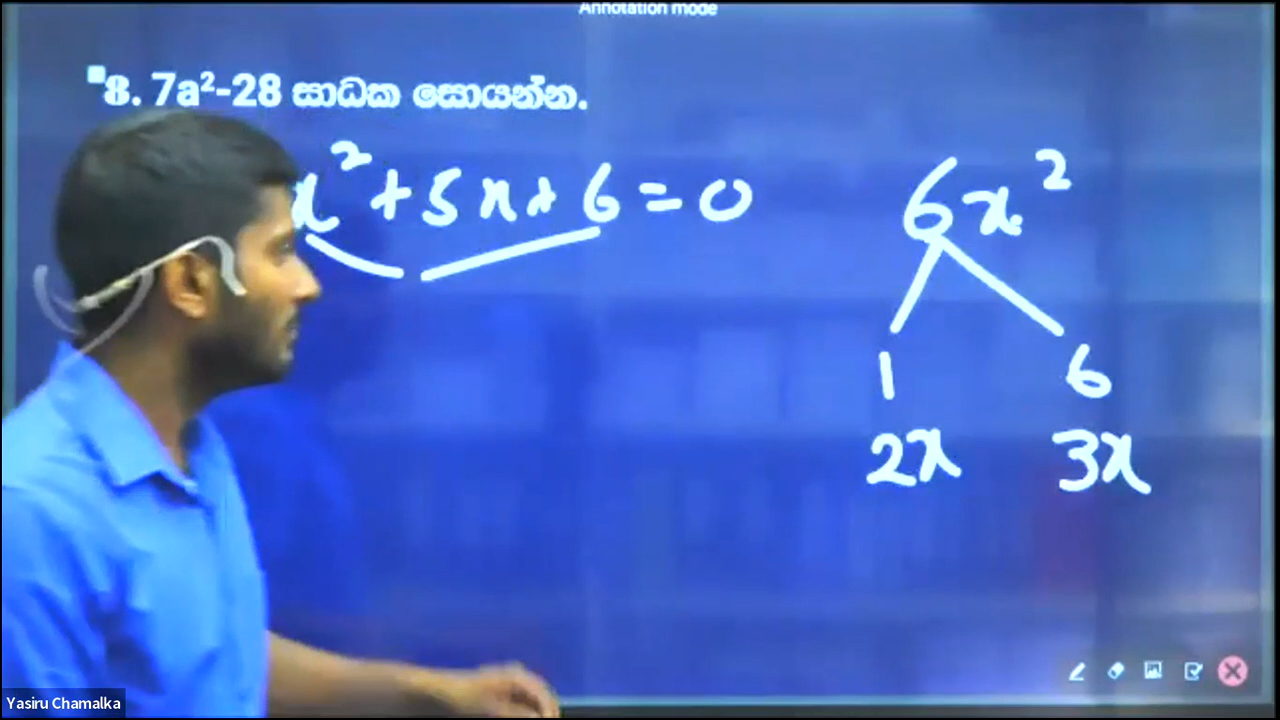 Annotation mode
8. 7a²-28 සාධක සොයන්න.
x² + 5x + 6 = 0
6x²
1 6
2x 3x
Yasiru Chamalka